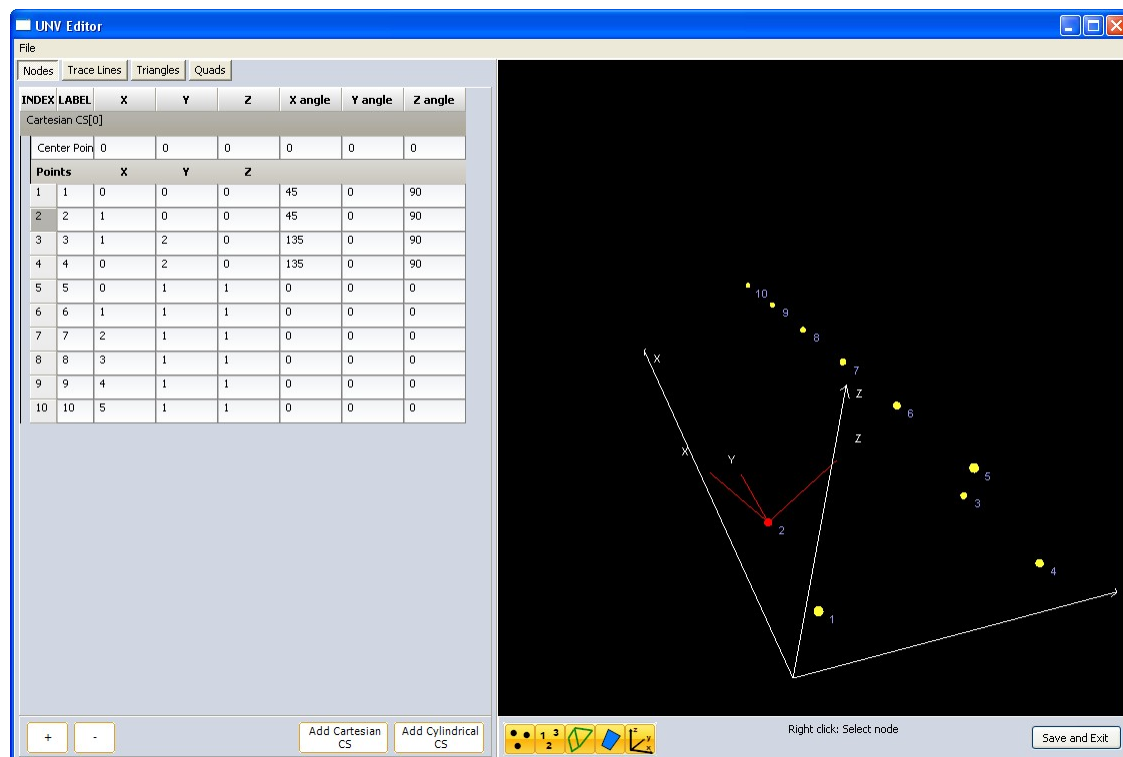 UNV Editor
File
Nodes Trace Lines Triangles Quads
INDEX LABEL X Y Z X angle Y angle Z angle
Cartesian CS[0]
Center Poin 0 0 0 0 0 0
Points X Y Z
1 1 0 0 0 45 0 90
2 2 1 0 0 45 0 90
3 3 1 2 0 135 0 90
4 4 0 2 0 135 0 90
5 5 0 1 1 0 0 0
6 6 1 1 1 0 0 0
7 7 2 1 1 0 0 0
8 8 3 1 1 0 0 0
9 9 4 1 1 0 0 0
10 10 5 1 1 0 0 0
10
9
8
X
7
Z
6
Z
X
Y
5
3
2
4
1
+ - Add Cartesian CS Add Cylindrical CS
1 3 2
z y x
Right click: Select node
Save and Exit